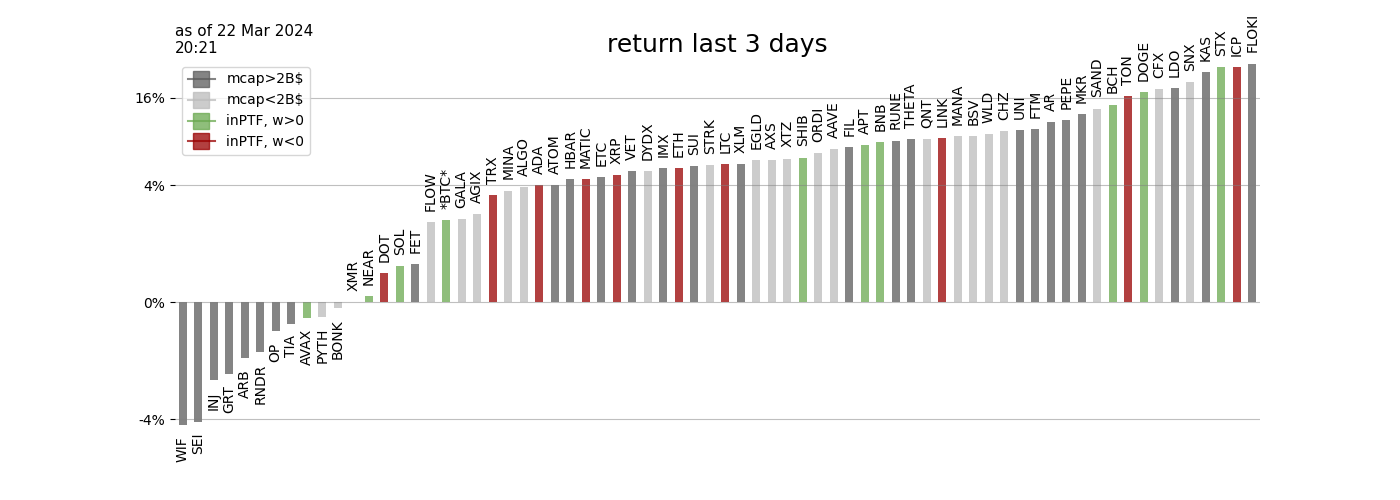 as of 22 Mar 2024
20:21
return last 3 days
mcap>2B$
mcap<2B$
inPTF, w>0
inPTF, w<0
16%
4%
0%
-4%
WIF
SEI
INJ
GRT
ARB
RNDR
OP
TIA
AVAX
PYTH
BONK
XMR
NEAR
DOT
SOL
FET
FLOW
*BTC*
GALA
AGIX
TRX
MINA
ALGO
ADA
ATOM
HBAR
MATIC
ETC
XRP
VET
DYDX
IMX
ETH
SUI
STRK
LTC
XLM
EGLD
AXS
XTZ
SHIB
ORDI
AAVE
FIL
APT
BNB
RUNE
THETA
QNT
LINK
MANA
BSV
WLD
CHZ
UNI
FTM
AR
PEPE
MKR
SAND
BCH
TON
DOGE
CFX
LDO
SNX
KAS
STX
ICP
FLOKI